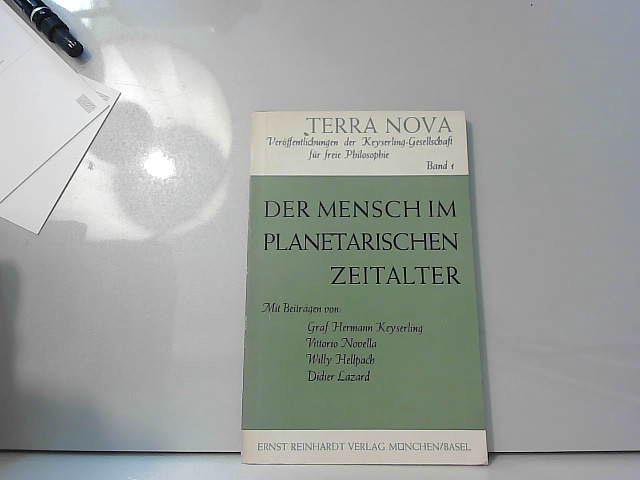 TERRA NOVA
Veröffentlichungen der Keyserling-Gesellschaft
für freie Philosophie
Band 1
DER MENSCH IM
PLANETARISCHEN
ZEITALTER
Mit Beiträgen von:
Graf Hermann Keyserling
Vittorio Novella
Willy Hellpach
Didier Lazard
ERNST REINHARDT VERLAG MÜNCHEN/BASEL